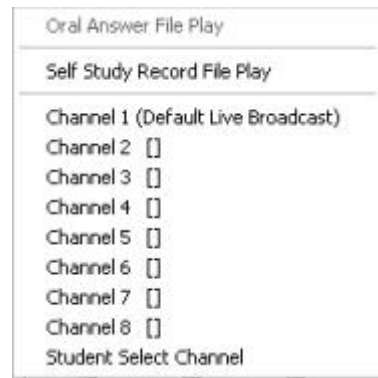 Oral Answer File Play
Self Study Record File Play
Channel 1 (Default Live Broadcast)
Channel 2 []
Channel 3 []
Channel 4 []
Channel 5 []
Channel 6 []
Channel 7 []
Channel 8 []
Student Select Channel